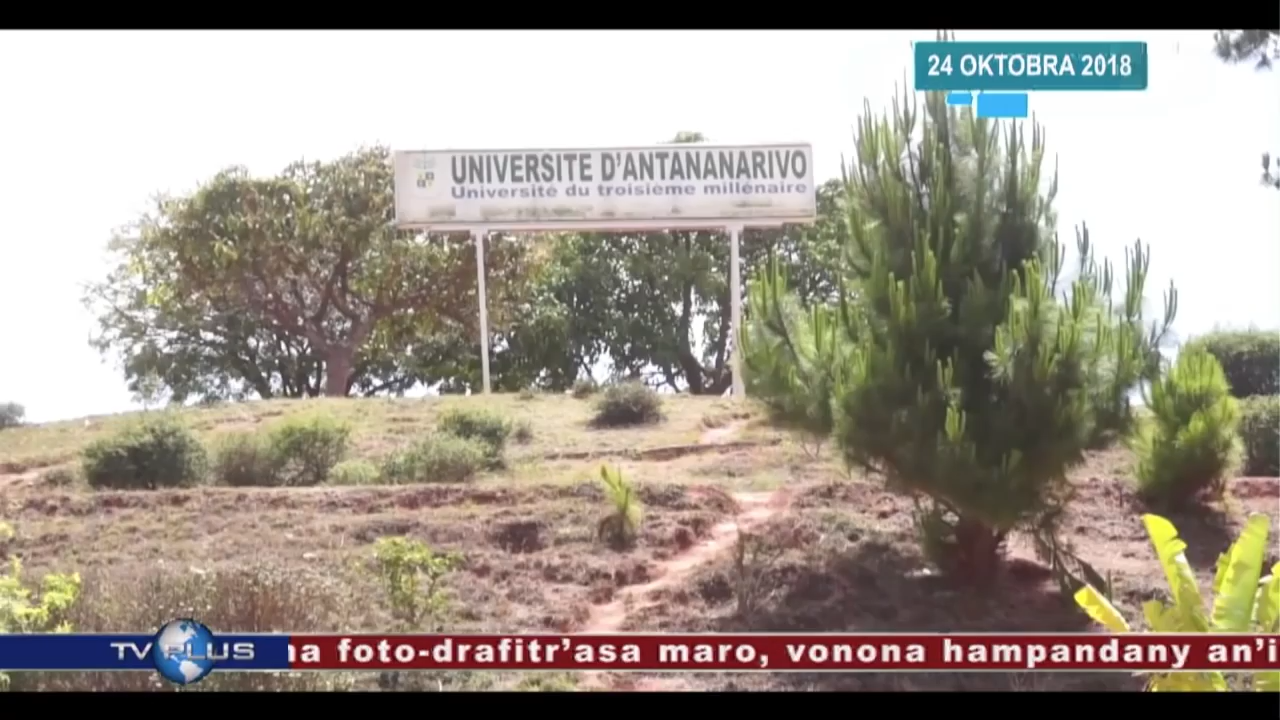 24 OKTOBRA 2018
UNIVERSITE D'ANTANANARIVO
Université du troisième millénaire
TV PLUS
na foto-drafitr'asa maro, vonona hampandany an'i